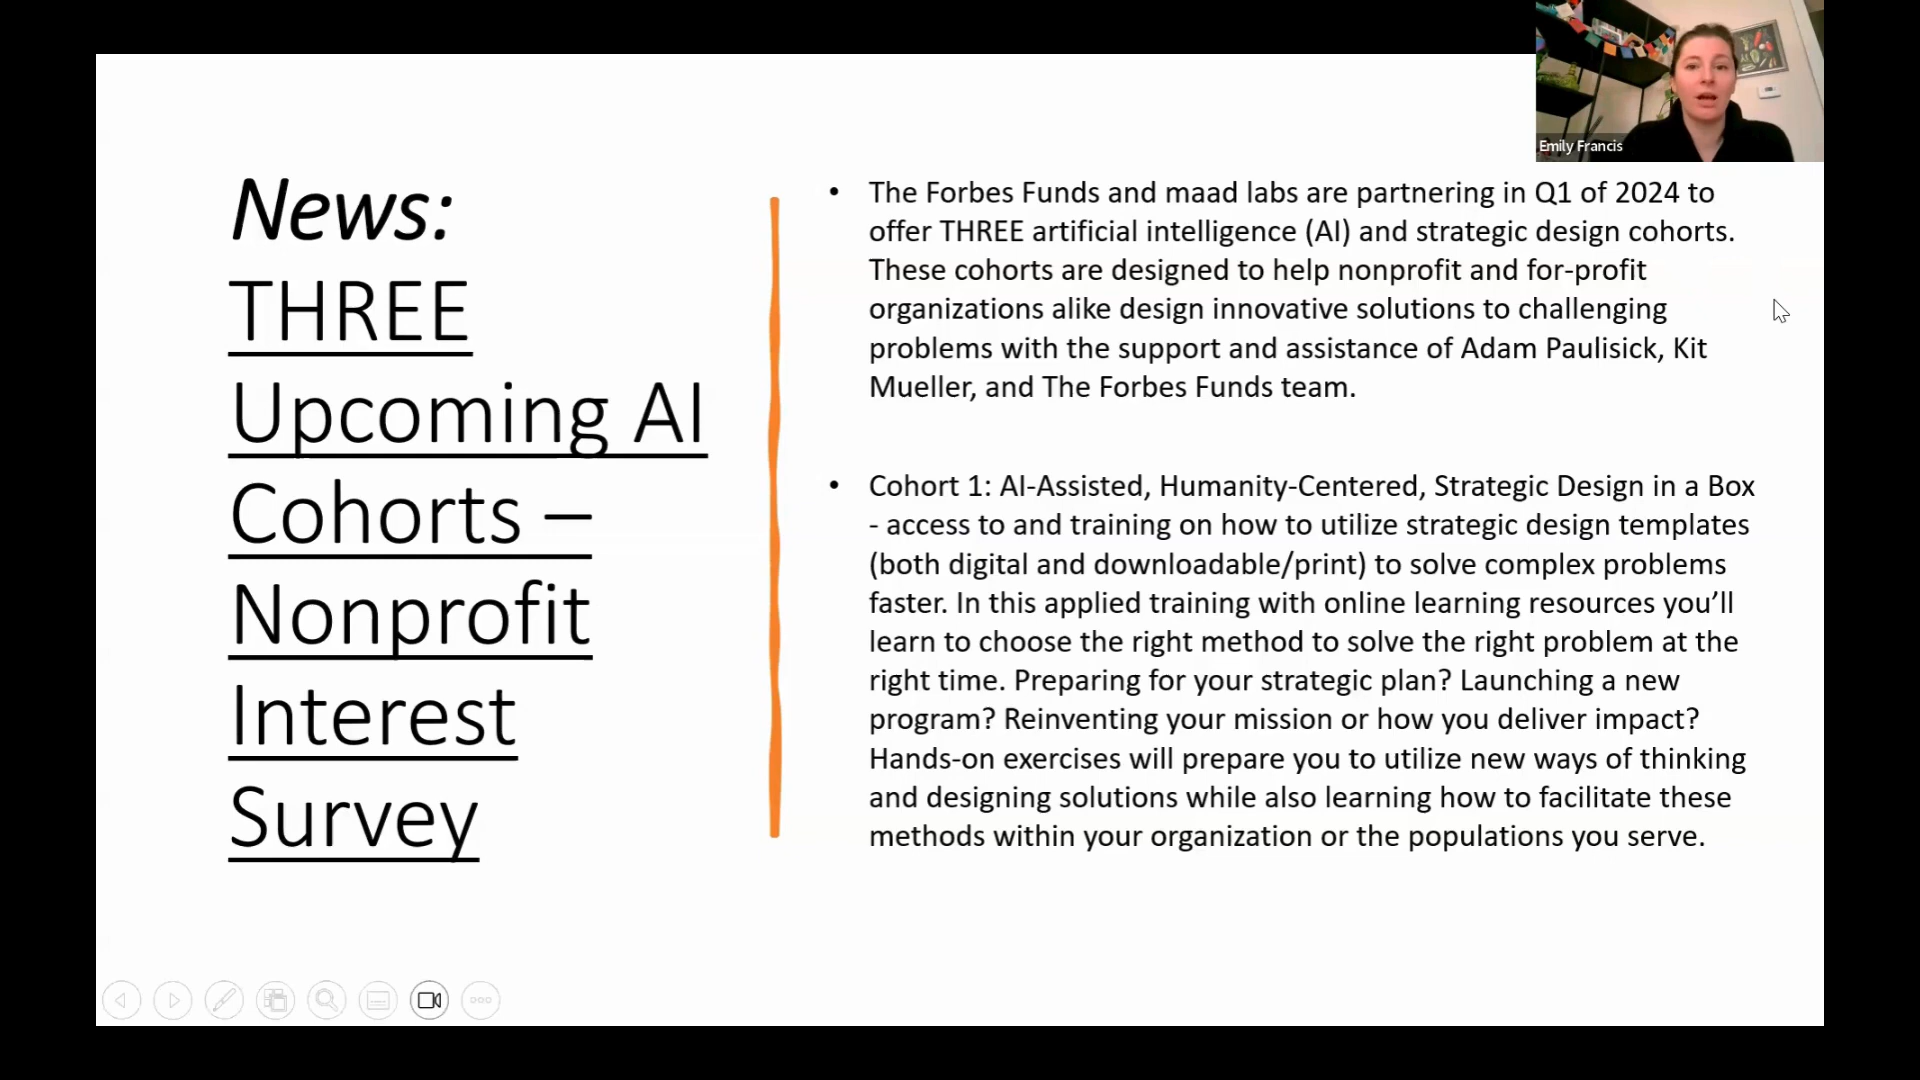 Emily Francis
News:
THREE
Upcoming AI
Cohorts –
Nonprofit
Interest
Survey
• The Forbes Funds and maad labs are partnering in Q1 of 2024 to
offer THREE artificial intelligence (AI) and strategic design cohorts.
These cohorts are designed to help nonprofit and for-profit
organizations alike design innovative solutions to challenging
problems with the support and assistance of Adam Paulisick, Kit
Mueller, and The Forbes Funds team.
• Cohort 1: AI-Assisted, Humanity-Centered, Strategic Design in a Box
- access to and training on how to utilize strategic design templates
(both digital and downloadable/print) to solve complex problems
faster. In this applied training with online learning resources you’ll
learn to choose the right method to solve the right problem at the
right time. Preparing for your strategic plan? Launching a new
program? Reinventing your mission or how you deliver impact?
Hands-on exercises will prepare you to utilize new ways of thinking
and designing solutions while also learning how to facilitate these
methods within your organization or the populations you serve.